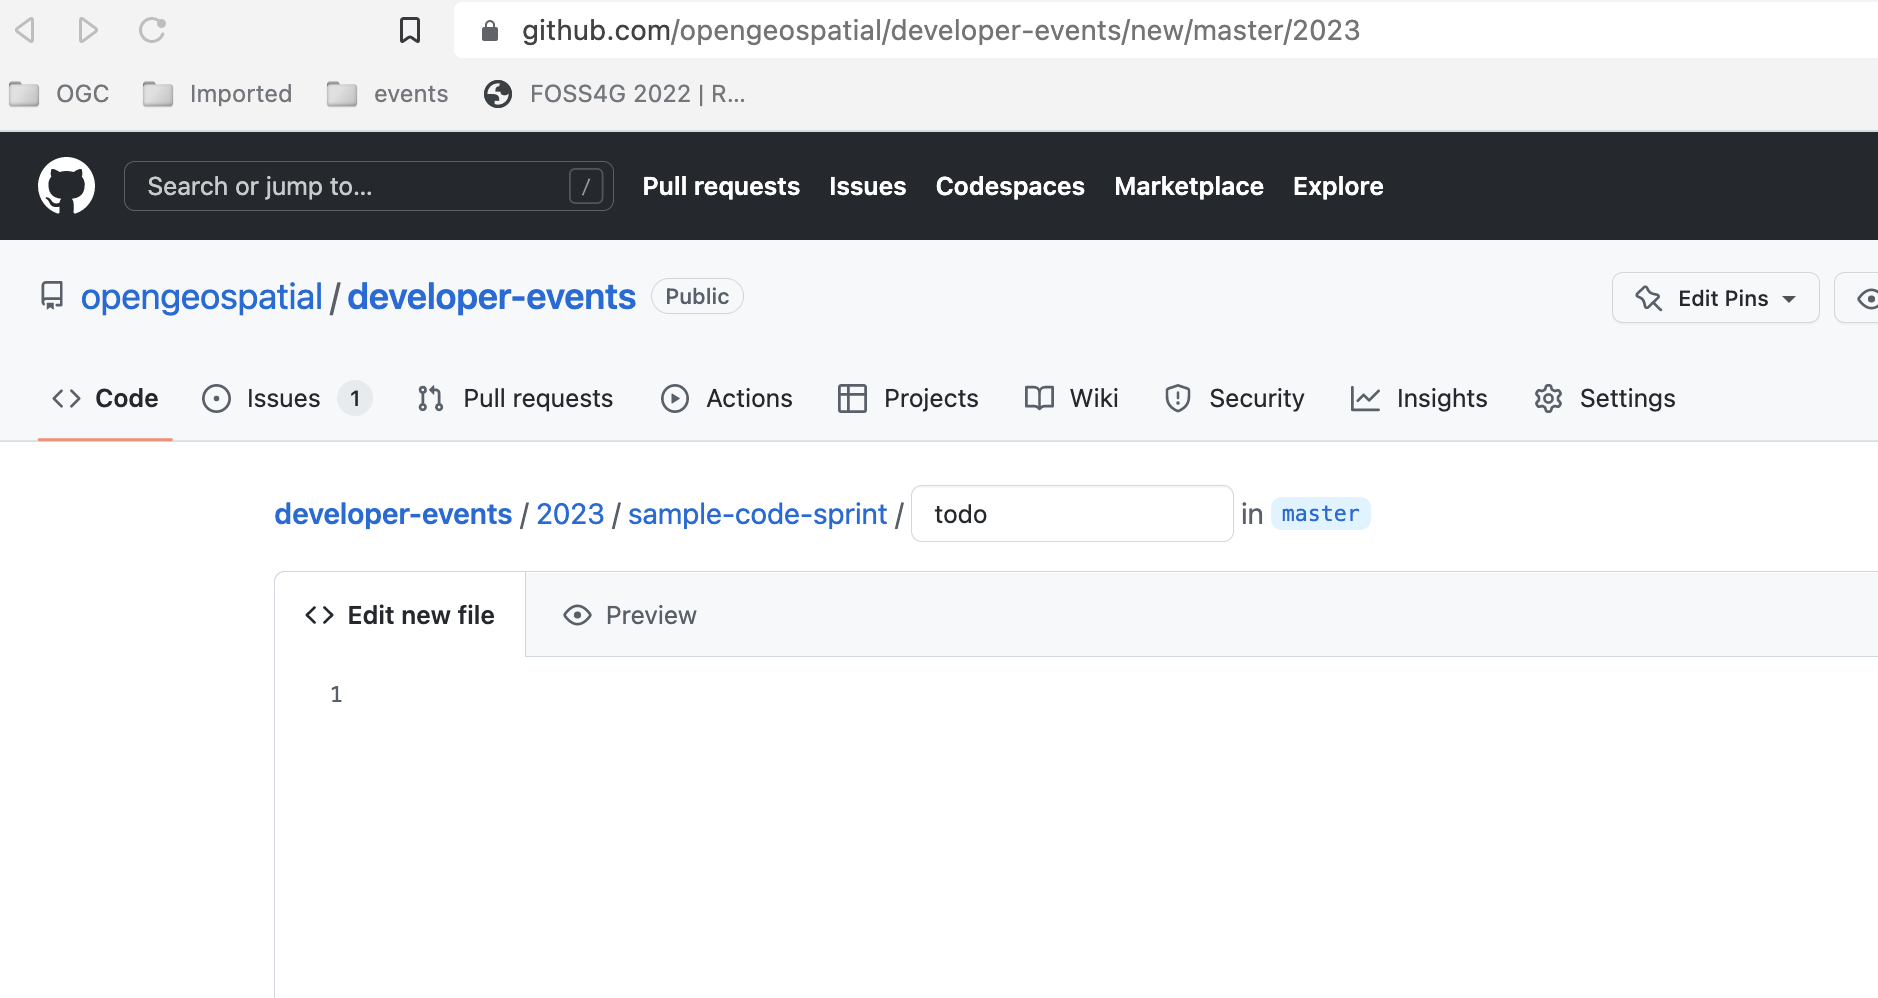 github.com/opengeospatial/developer-events/new/master/2023
OGC Imported events FOSS4G 2022 | R...
Search or jump to... / Pull requests Issues Codespaces Marketplace Explore
opengeospatial / developer-events Public Edit Pins
Code Issues 1 Pull requests Actions Projects Wiki Security Insights Settings
developer-events / 2023 / sample-code-sprint / todo in master
Edit new file Preview
1